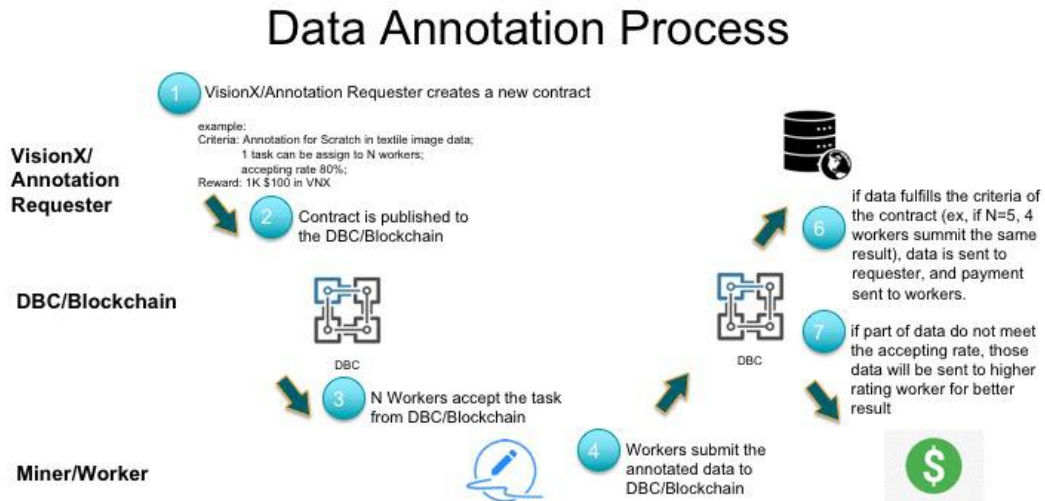 Data Annotation Process
1
VisionX/Annotation Requester creates a new contract
example:
Criteria: Annotation for Scratch in textile image data;
1 task can be assign to N workers;
accepting rate 80%;
Reward: 1K $100 in VNX
VisionX/
Annotation
Requester
2
Contract is published to
the DBC/Blockchain
6
if data fulfills the criteria of
the contract (ex, if N=5, 4
workers summit the same
result), data is sent to
requester, and payment
sent to workers.
DBC/Blockchain
DBC
DBC
7
if part of data do not meet
the accepting rate, those
data will be sent to higher
rating worker for better
result
3
N Workers accept the task
from DBC/Blockchain
Miner/Worker
4
Workers submit the
annotated data to
DBC/Blockchain
$